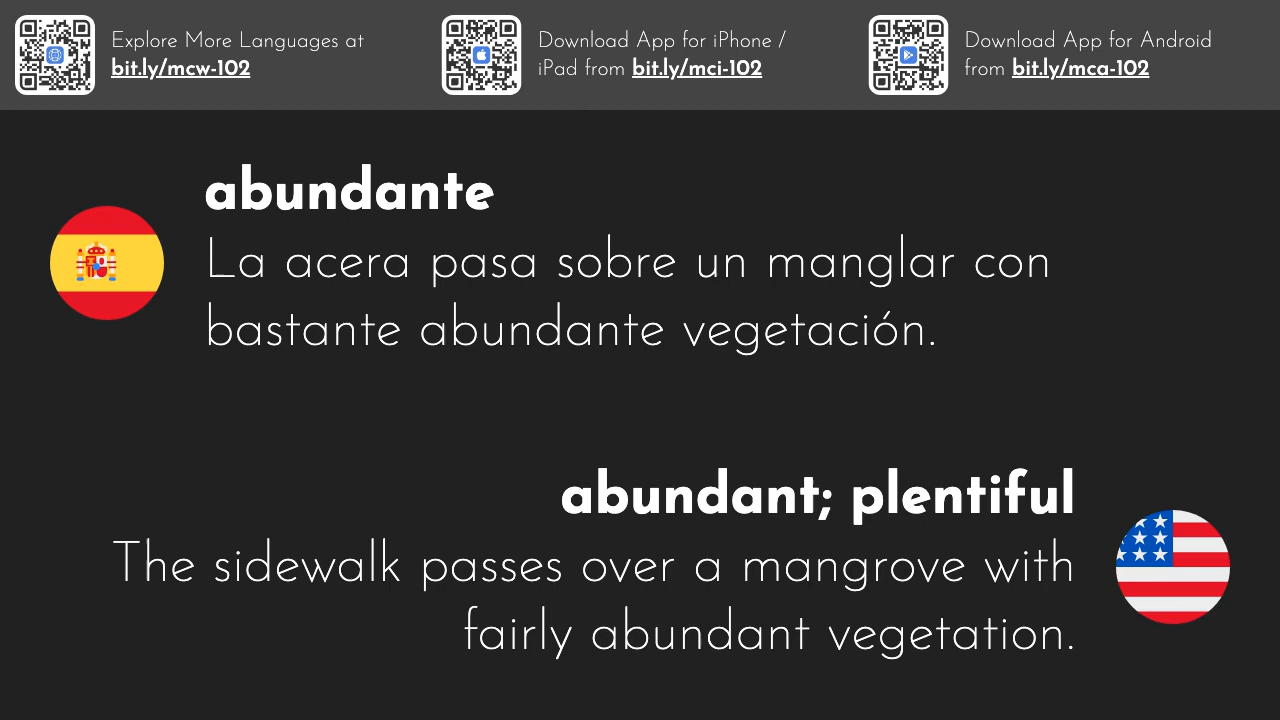 Explore More Languages at
bit.ly/mcw-102
Download App for iPhone /
iPad from bit.ly/mci-102
Download App for Android
from bit.ly/mca-102
abundante
La acera pasa sobre un manglar con
bastante abundante vegetación.
abundant; plentiful
The sidewalk passes over a mangrove with
fairly abundant vegetation.